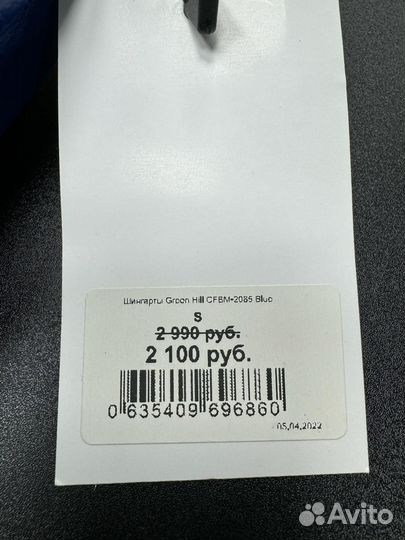 Шингарты Green Hill CFBM-2085 Blue
S
2 990 руб.
2 100 руб.
0 635409 696860
05.04.2022
Avito